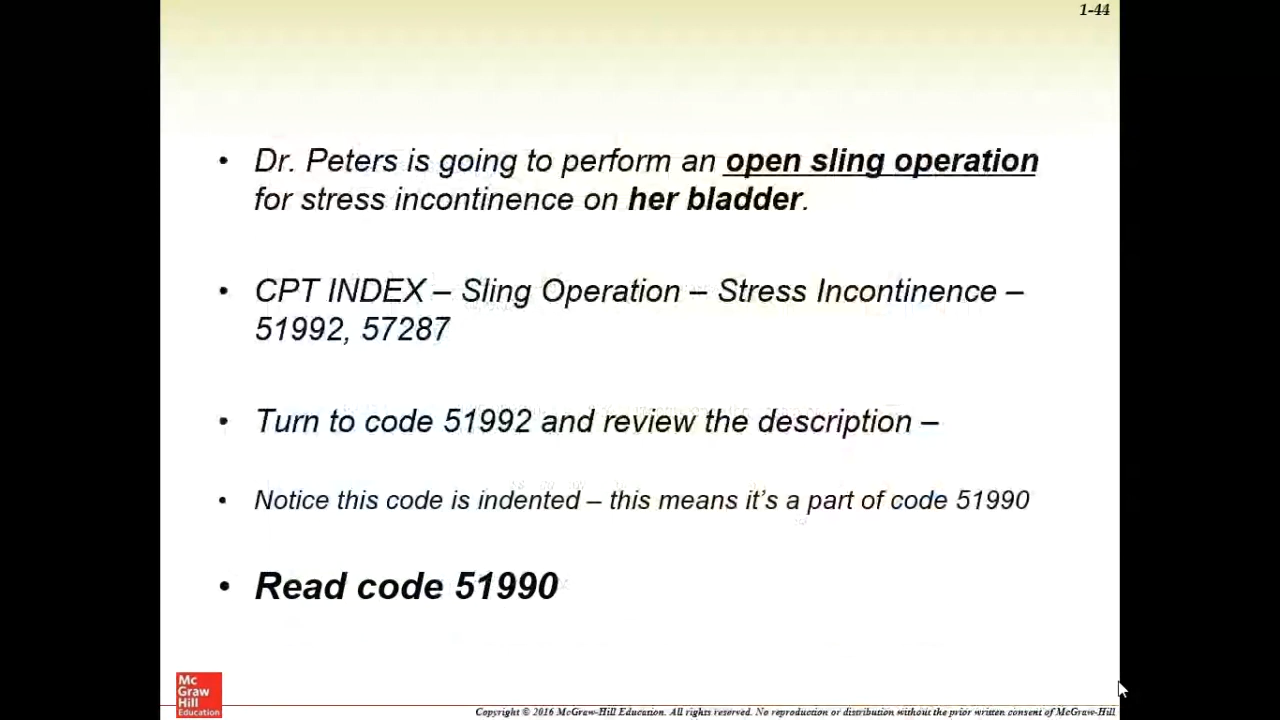 1-44
• Dr. Peters is going to perform an open sling operation
for stress incontinence on her bladder.
• CPT INDEX – Sling Operation – Stress Incontinence –
51992, 57287
• Turn to code 51992 and review the description –
• Notice this code is indented – this means it's a part of code 51990
• Read code 51990
Mc
Graw
Hill
Education
Copyright © 2016 McGraw-Hill Education. All rights reserved. No reproduction or distribution without the prior written consent of McGraw-Hill